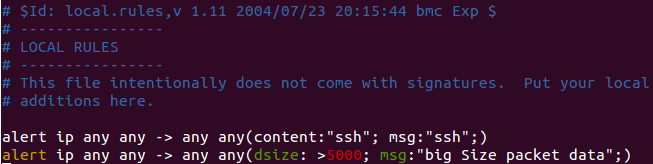 # $Id: local.rules,v 1.11 2004/07/23 20:15:44 bmc Exp $
# ----------------
# LOCAL RULES
# ----------------
# This file intentionally does not come with signatures.  Put your local
# additions here.
alert ip any any -> any any(content:"ssh"; msg:"ssh";)
alert ip any any -> any any(dsize: >5000; msg:"big Size packet data";)